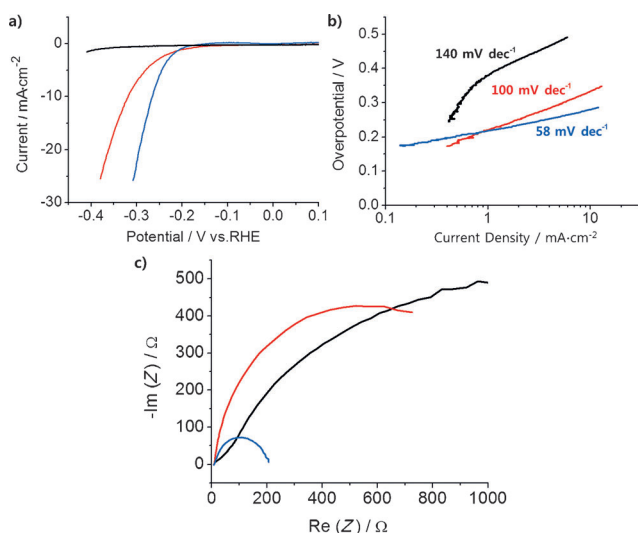 a)
0
-10
-20
-30
-0.4 -0.3 -0.2 -0.1 0.0 0.1
Current / mA·cm⁻²
Potential / V vs.RHE
b)
0.5
0.4
0.3
0.2
0.1
0.0
0.1 1 10
Overpotential / V
Current Density / mA·cm⁻²
140 mV dec⁻¹
100 mV dec⁻¹
58 mV dec⁻¹
c)
500
400
300
200
100
0
0 200 400 600 800 1000
-Im (Z) / Ω
Re (Z) / Ω